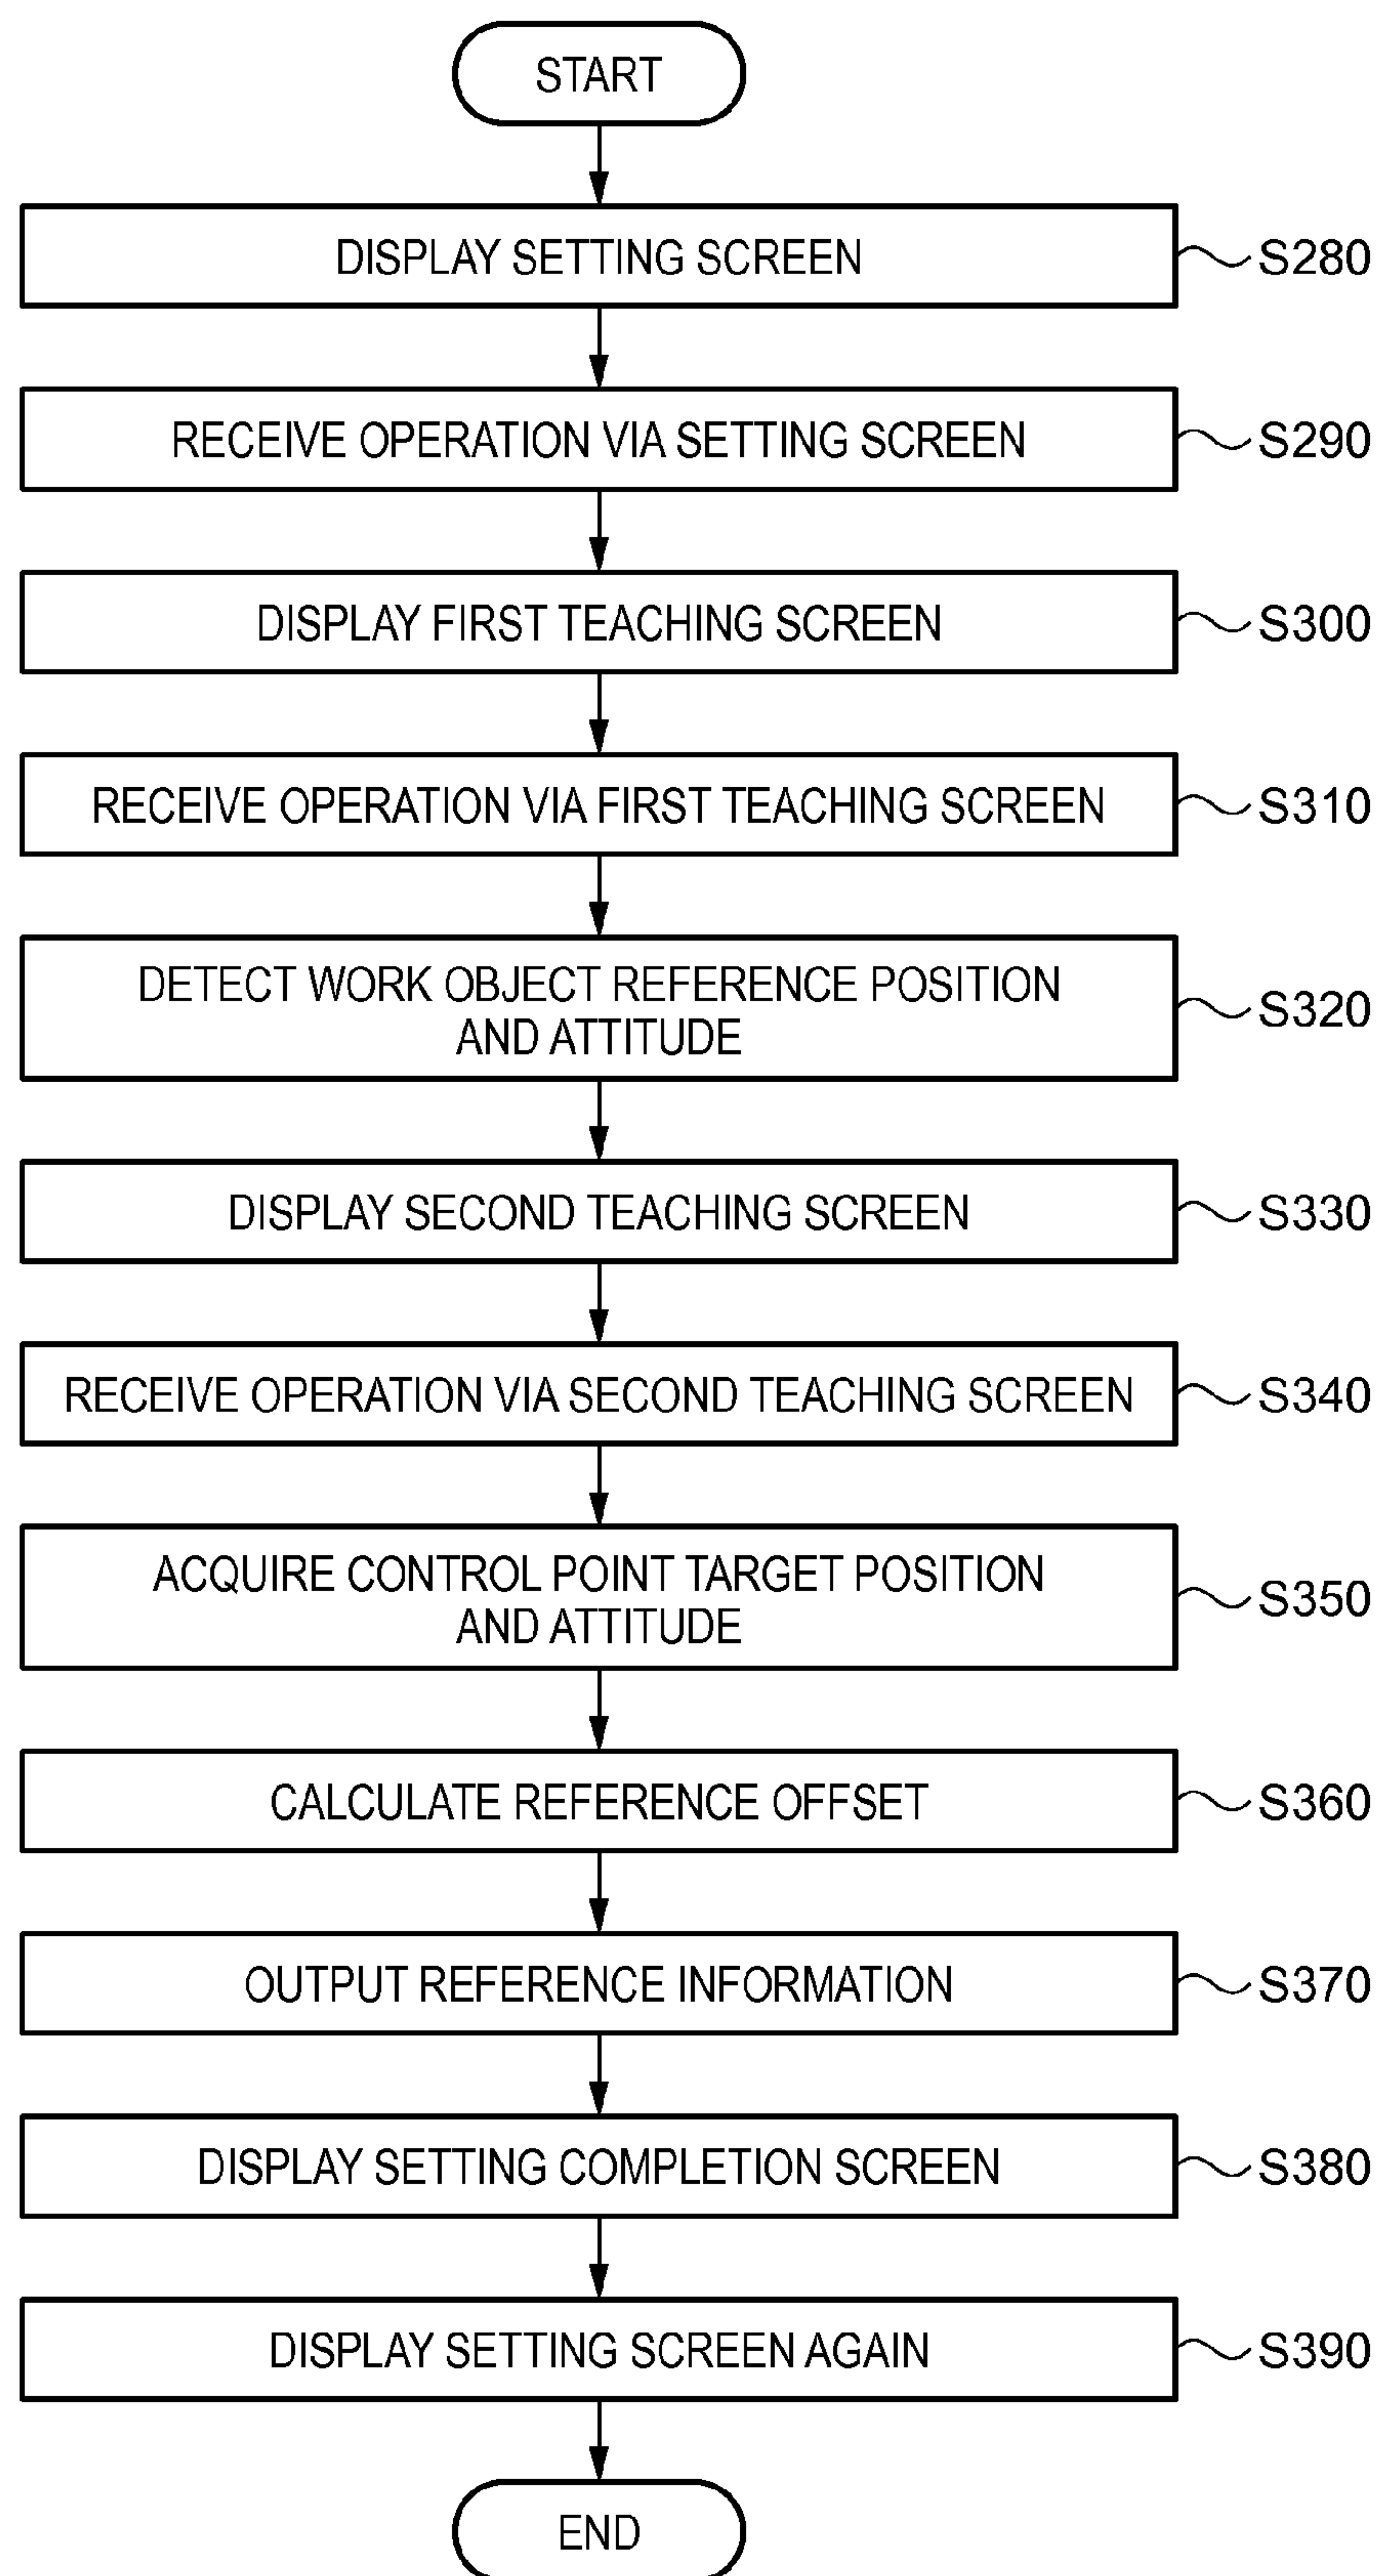 START
DISPLAY SETTING SCREEN
S280
RECEIVE OPERATION VIA SETTING SCREEN
S290
DISPLAY FIRST TEACHING SCREEN
S300
RECEIVE OPERATION VIA FIRST TEACHING SCREEN
S310
DETECT WORK OBJECT REFERENCE POSITION
AND ATTITUDE
S320
DISPLAY SECOND TEACHING SCREEN
S330
RECEIVE OPERATION VIA SECOND TEACHING SCREEN
S340
ACQUIRE CONTROL POINT TARGET POSITION
AND ATTITUDE
S350
CALCULATE REFERENCE OFFSET
S360
OUTPUT REFERENCE INFORMATION
S370
DISPLAY SETTING COMPLETION SCREEN
S380
DISPLAY SETTING SCREEN AGAIN
S390
END